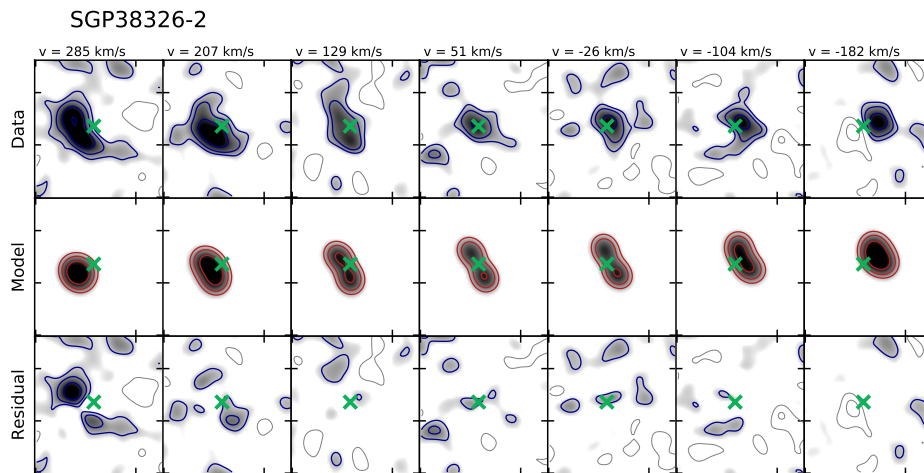 SGP38326-2
v = 285 km/s v = 207 km/s v = 129 km/s v = 51 km/s v = -26 km/s v = -104 km/s v = -182 km/s
Data
Model
Residual